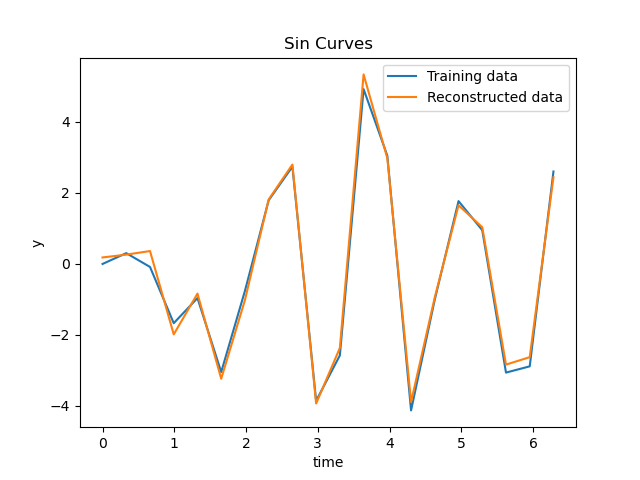 Sin Curves
Training data
Reconstructed data
y
4
2
0
−2
−4
0 1 2 3 4 5 6
time